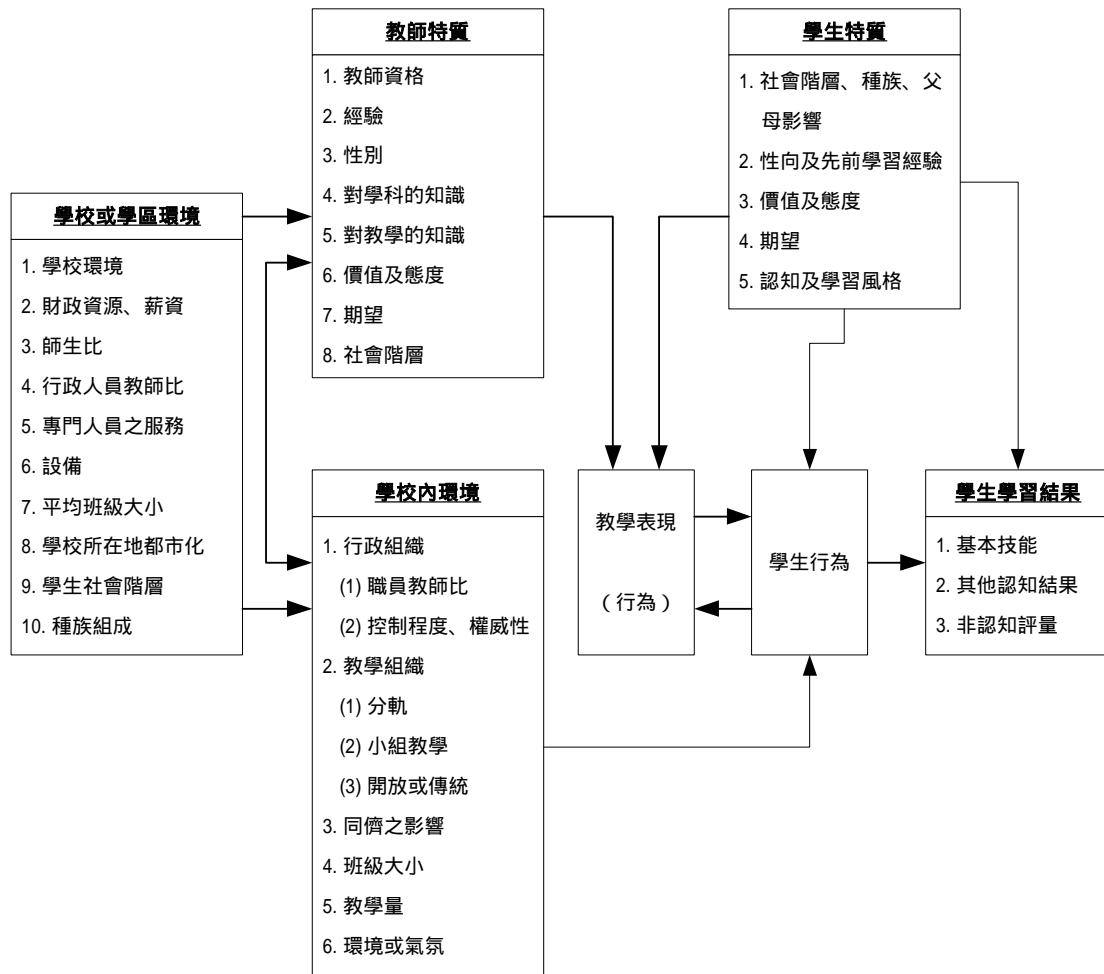 教師特質
1. 教師資格
2. 經驗
3. 性別
4. 對學科的知識
5. 對教學的知識
6. 價值及態度
7. 期望
8. 社會階層
學生特質
1. 社會階層、種族、父
母影響
2. 性向及先前學習經驗
3. 價值及態度
4. 期望
5. 認知及學習風格
學校或學區環境
1. 學校環境
2. 財政資源、薪資
3. 師生比
4. 行政人員教師比
5. 專門人員之服務
6. 設備
7. 平均班級大小
8. 學校所在地都市化
9. 學生社會階層
10. 種族組成
學校內環境
1. 行政組織
(1) 職員教師比
(2) 控制程度、權威性
2. 教學組織
(1) 分軌
(2) 小組教學
(3) 開放或傳統
3. 同儕之影響
4. 班級大小
5. 教學量
6. 環境或氣氛
教學表現
（行為）
學生行為
學生學習結果
1. 基本技能
2. 其他認知結果
3. 非認知評量